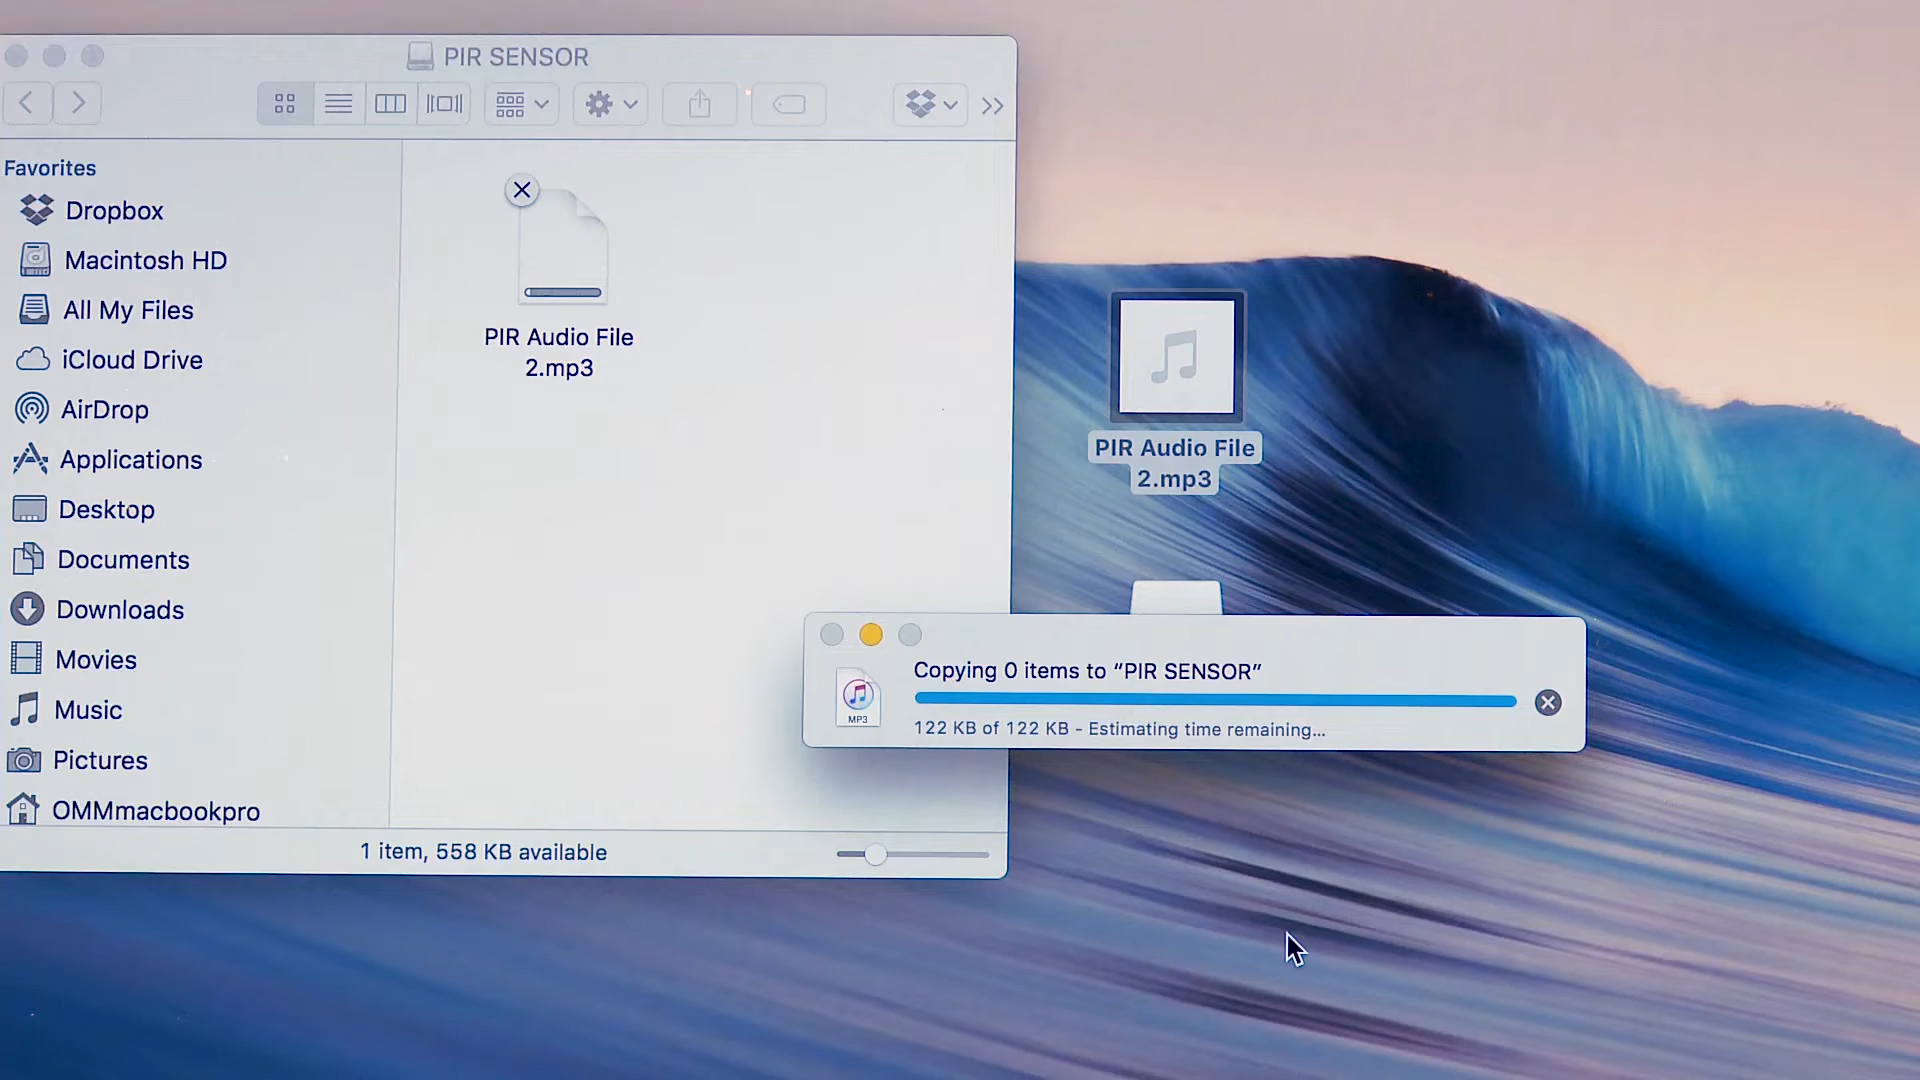 PIR SENSOR
Favorites
Dropbox
Macintosh HD
All My Files
iCloud Drive
AirDrop
Applications
Desktop
Documents
Downloads
Movies
Music
Pictures
OMMmacbookpro
PIR Audio File
2.mp3
1 item, 558 KB available
PIR Audio File
2.mp3
Copying 0 items to “PIR SENSOR”
MP3
122 KB of 122 KB - Estimating time remaining...